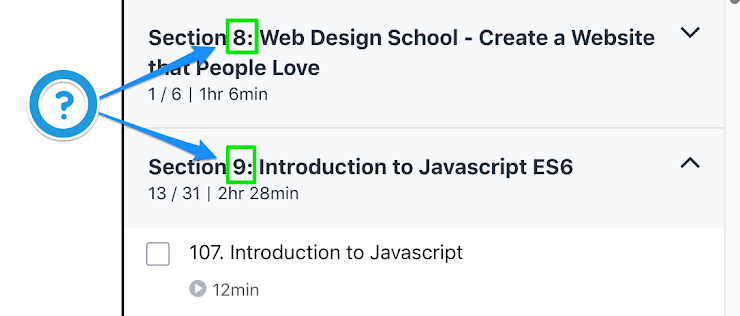 Section 8: Web Design School - Create a Website
that People Love
1 / 6 | 1hr 6min
?
Section 9: Introduction to Javascript ES6
13 / 31 | 2hr 28min
107. Introduction to Javascript
12min